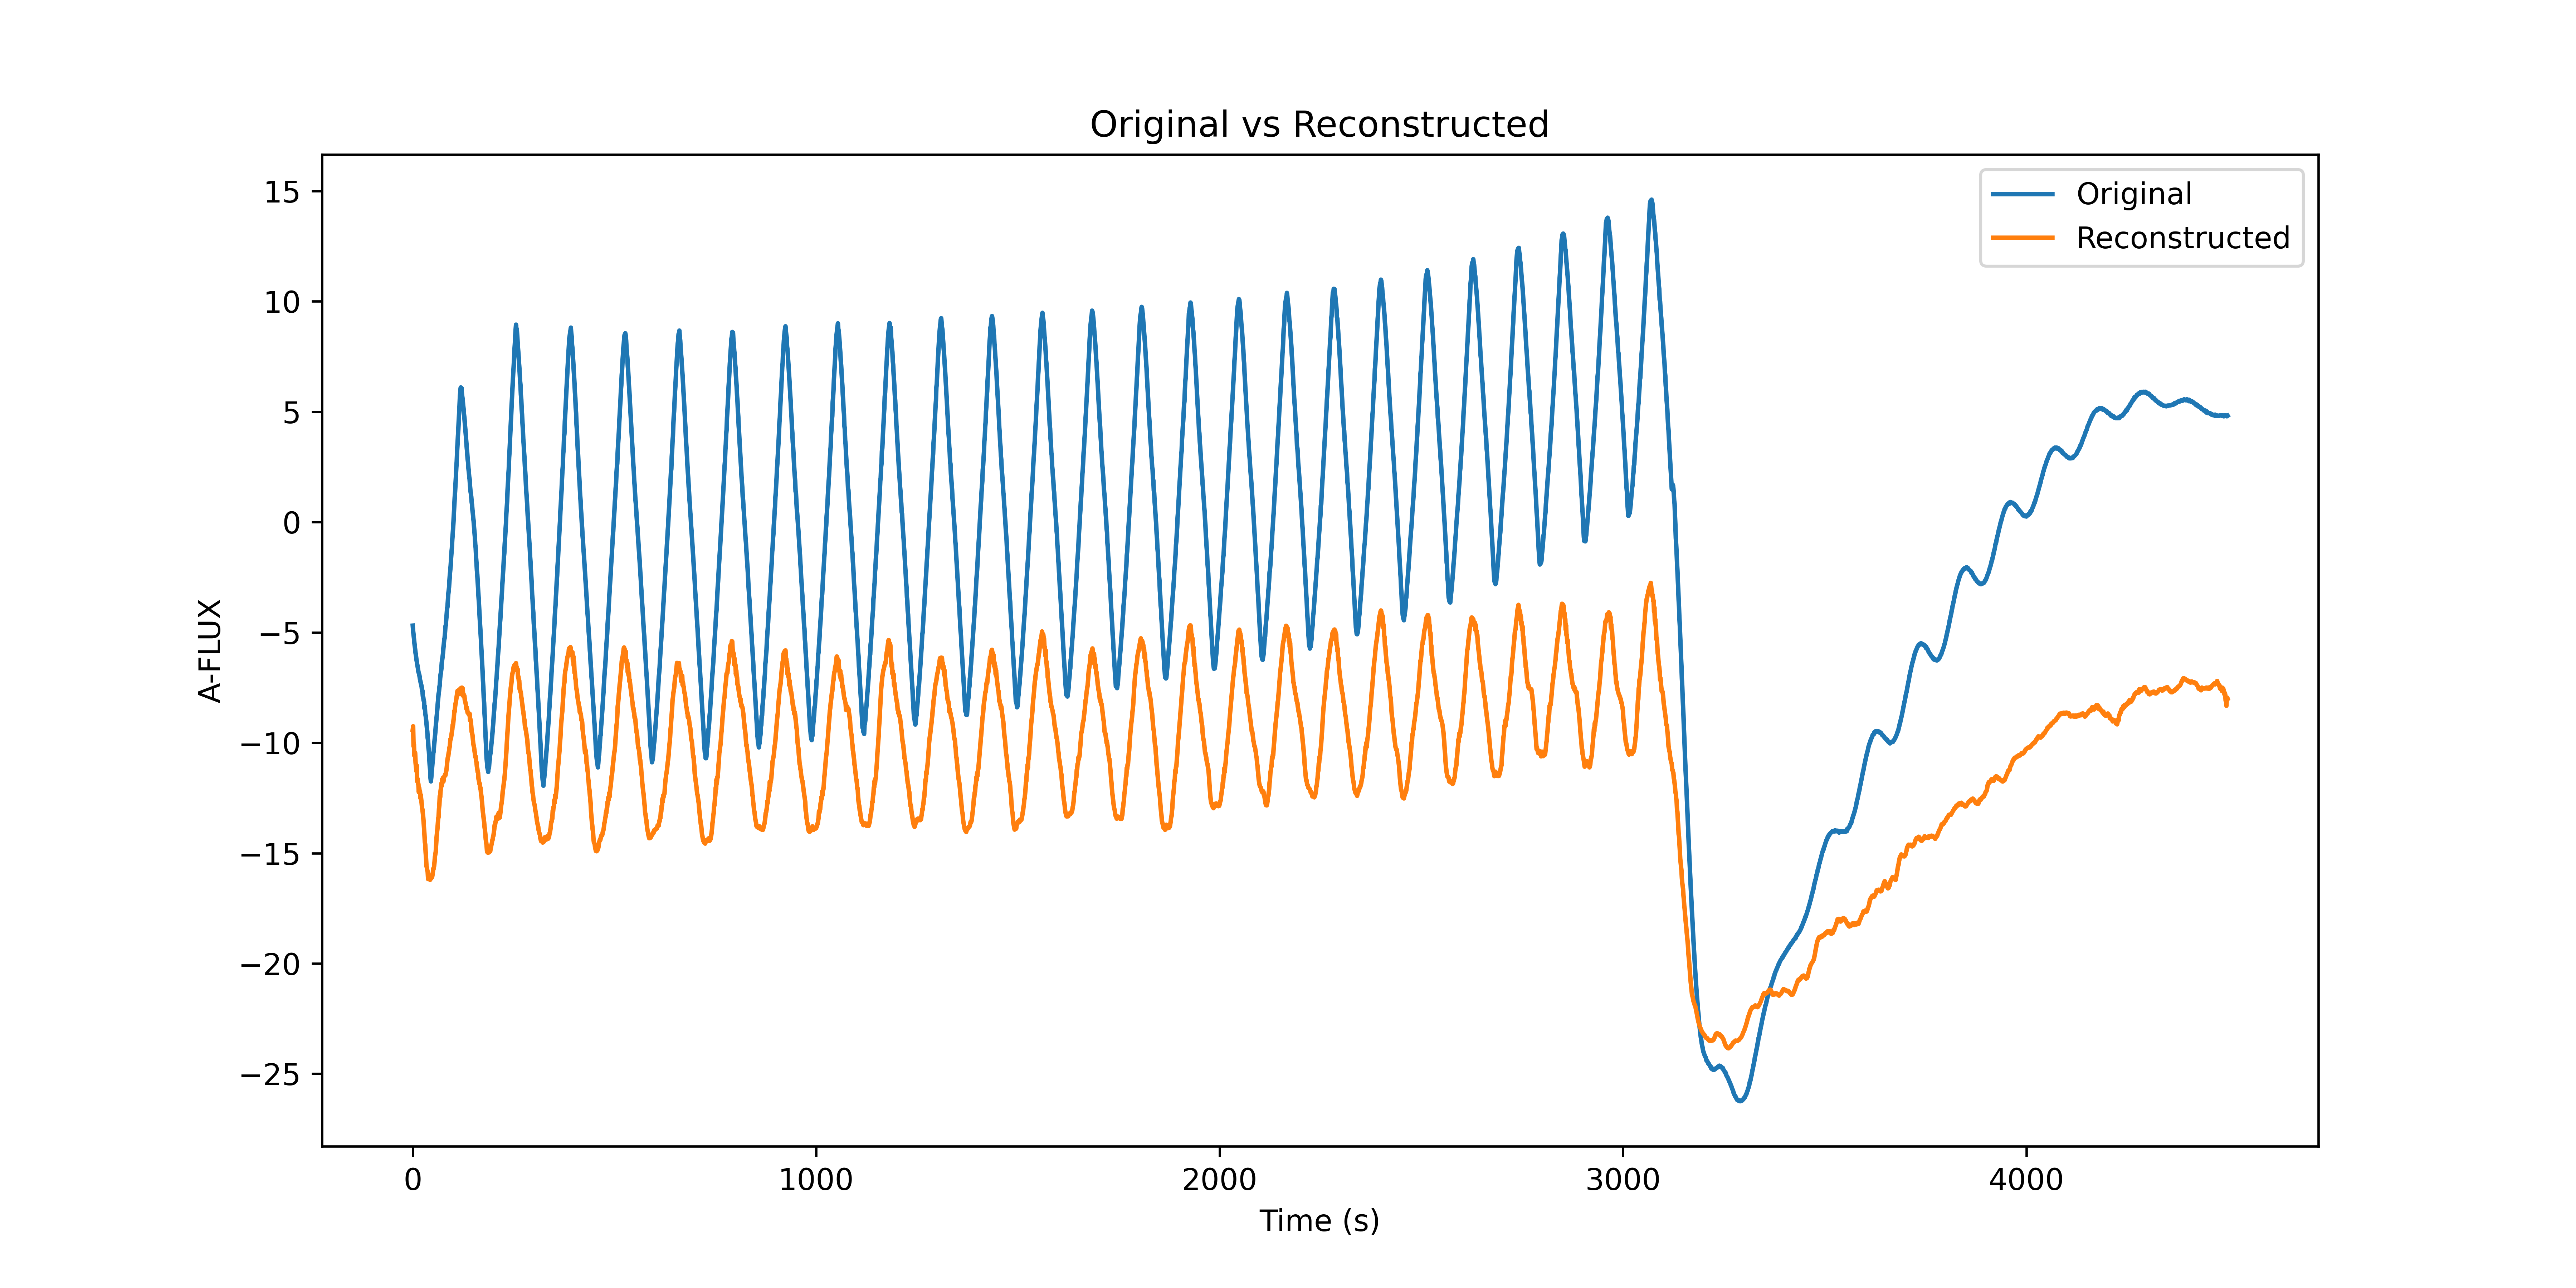 Original vs Reconstructed
Original
Reconstructed
15
10
5
0
−5
−10
−15
−20
−25
A-FLUX
0 1000 2000 3000 4000
Time (s)